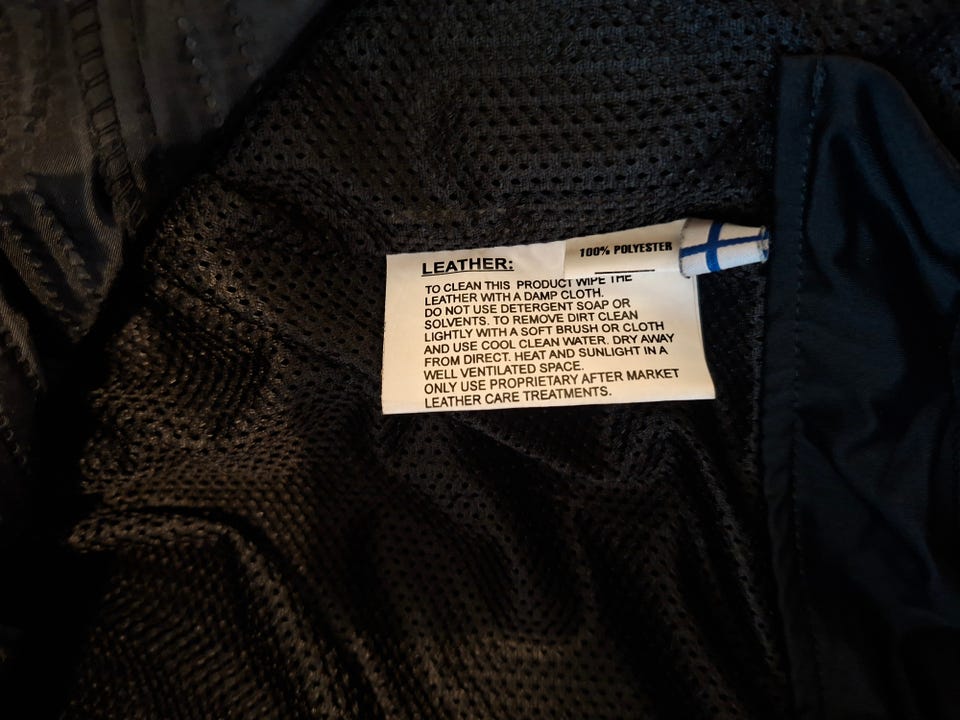 LEATHER:
100% POLYESTER
TO CLEAN THIS PRODUCT WIPE THE
LEATHER WITH A DAMP CLOTH.
DO NOT USE DETERGENT SOAP OR
SOLVENTS. TO REMOVE DIRT CLEAN
LIGHTLY WITH A SOFT BRUSH OR CLOTH
AND USE COOL CLEAN WATER. DRY AWAY
FROM DIRECT. HEAT AND SUNLIGHT IN A
WELL VENTILATED SPACE.
ONLY USE PROPRIETARY AFTER MARKET
LEATHER CARE TREATMENTS.